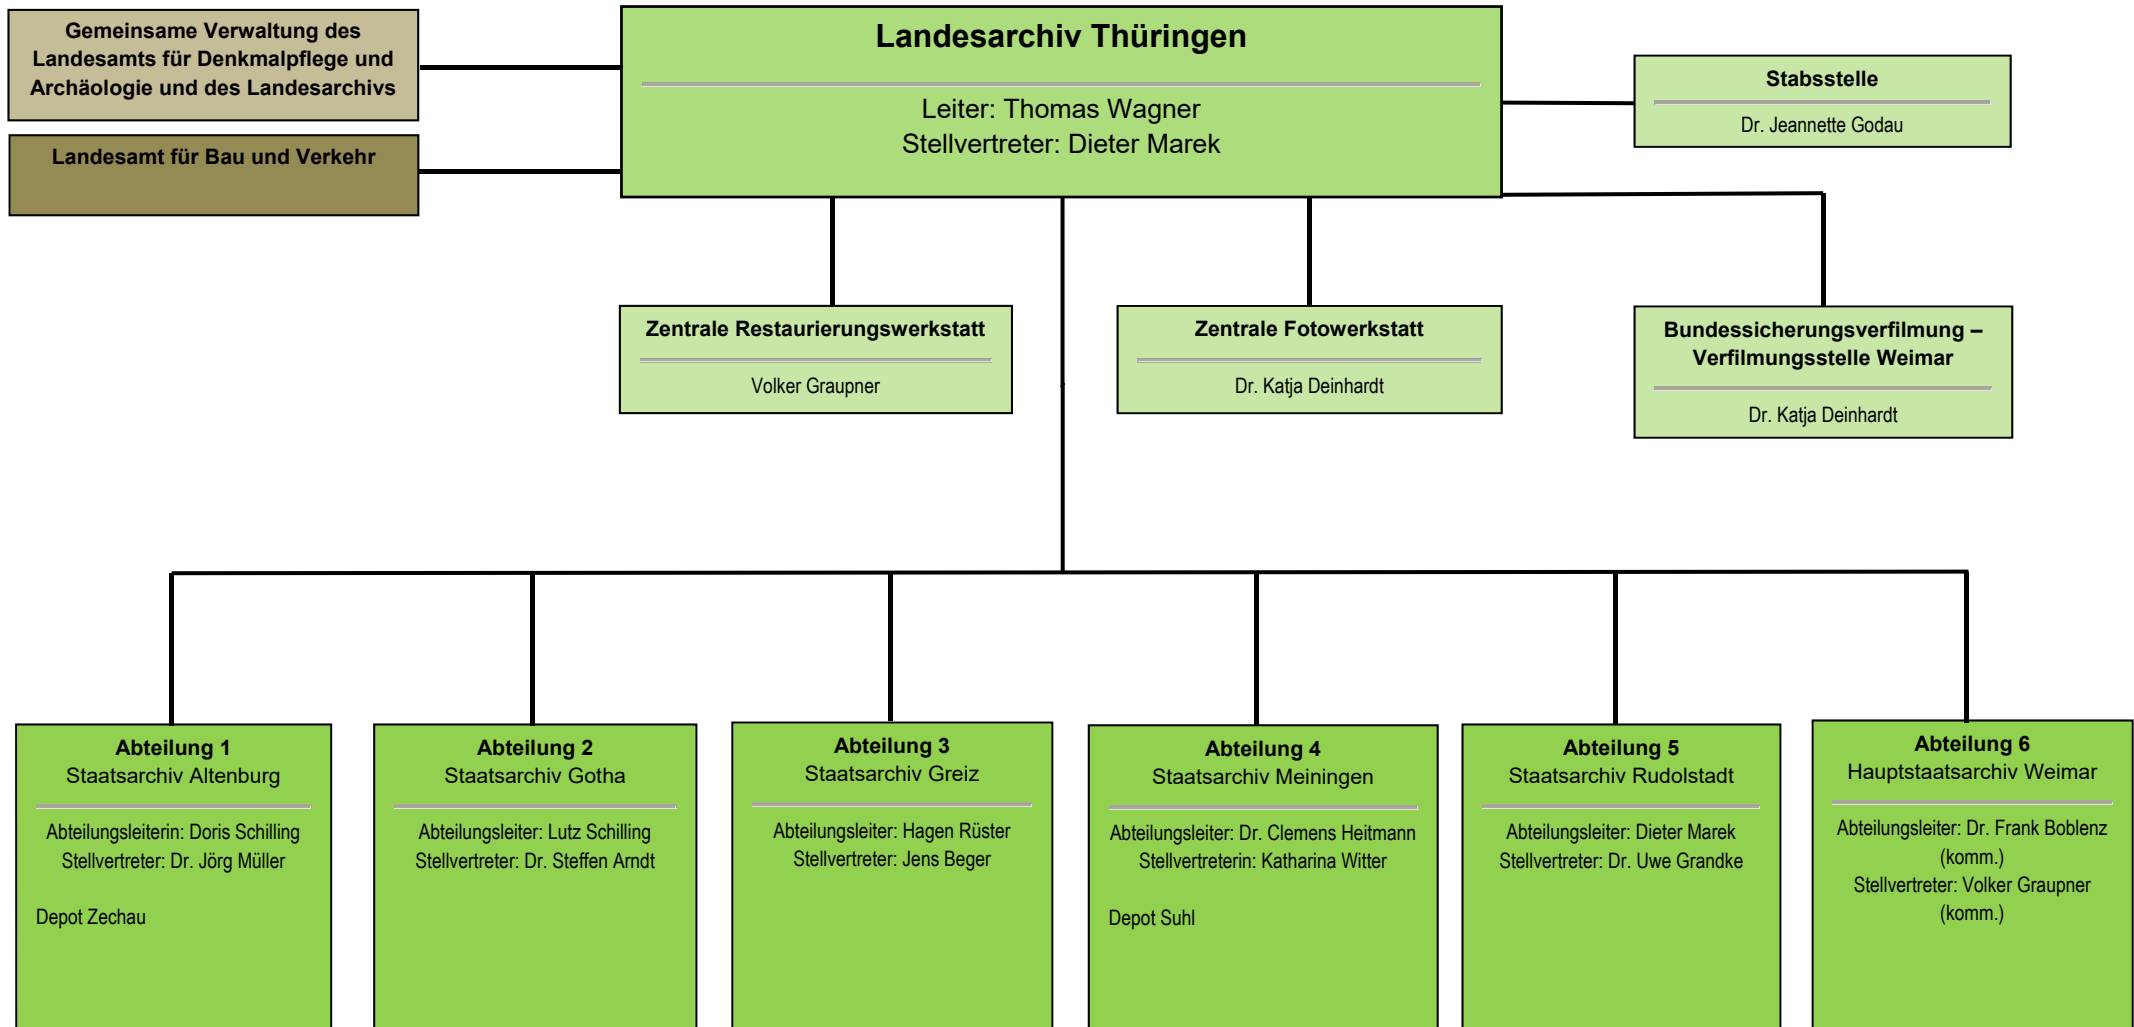 Gemeinsame Verwaltung des
Landesamts für Denkmalpflege und
Archäologie und des Landesarchivs
Landesamt für Bau und Verkehr
Landesarchiv Thüringen
Leiter: Thomas Wagner
Stellvertreter: Dieter Marek
Stabsstelle
Dr. Jeannette Godau
Zentrale Restaurierungswerkstatt
Volker Graupner
Zentrale Fotowerkstatt
Dr. Katja Deinhardt
Bundessicherungsverfilmung –
Verfilmungsstelle Weimar
Dr. Katja Deinhardt
Abteilung 1
Staatsarchiv Altenburg
Abteilungsleiterin: Doris Schilling
Stellvertreter: Dr. Jörg Müller
Depot Zechau
Abteilung 2
Staatsarchiv Gotha
Abteilungsleiter: Lutz Schilling
Stellvertreter: Dr. Steffen Arndt
Abteilung 3
Staatsarchiv Greiz
Abteilungsleiter: Hagen Rüster
Stellvertreter: Jens Beger
Abteilung 4
Staatsarchiv Meiningen
Abteilungsleiter: Dr. Clemens Heitmann
Stellvertreterin: Katharina Witter
Depot Suhl
Abteilung 5
Staatsarchiv Rudolstadt
Abteilungsleiter: Dieter Marek
Stellvertreter: Dr. Uwe Grandke
Abteilung 6
Hauptstaatsarchiv Weimar
Abteilungsleiter: Dr. Frank Boblenz
(komm.)
Stellvertreter: Volker Graupner
(komm.)